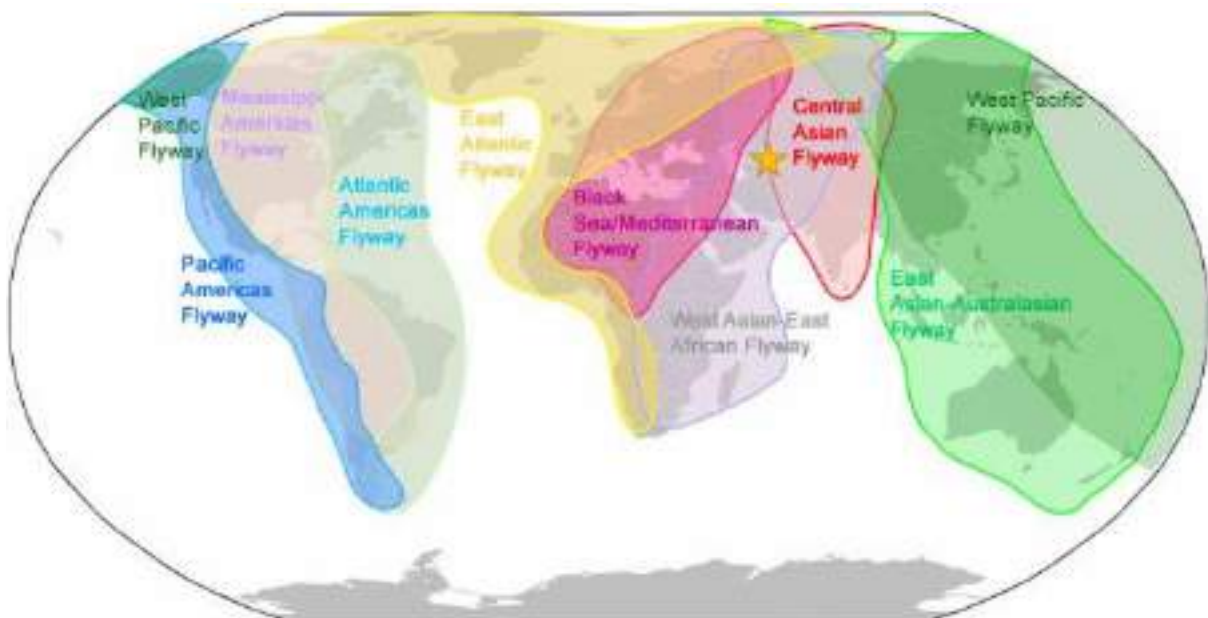 West
Pacific
Flyway
Mississippi-
Americas
Flyway
East
Atlantic
Flyway
Central
Asian
Flyway
West Pacific
Flyway
Atlantic
Americas
Flyway
Black
Sea/Mediterranean
Flyway
Pacific
Americas
Flyway
West Asian-East
African Flyway
East
Asian-Australasian
Flyway